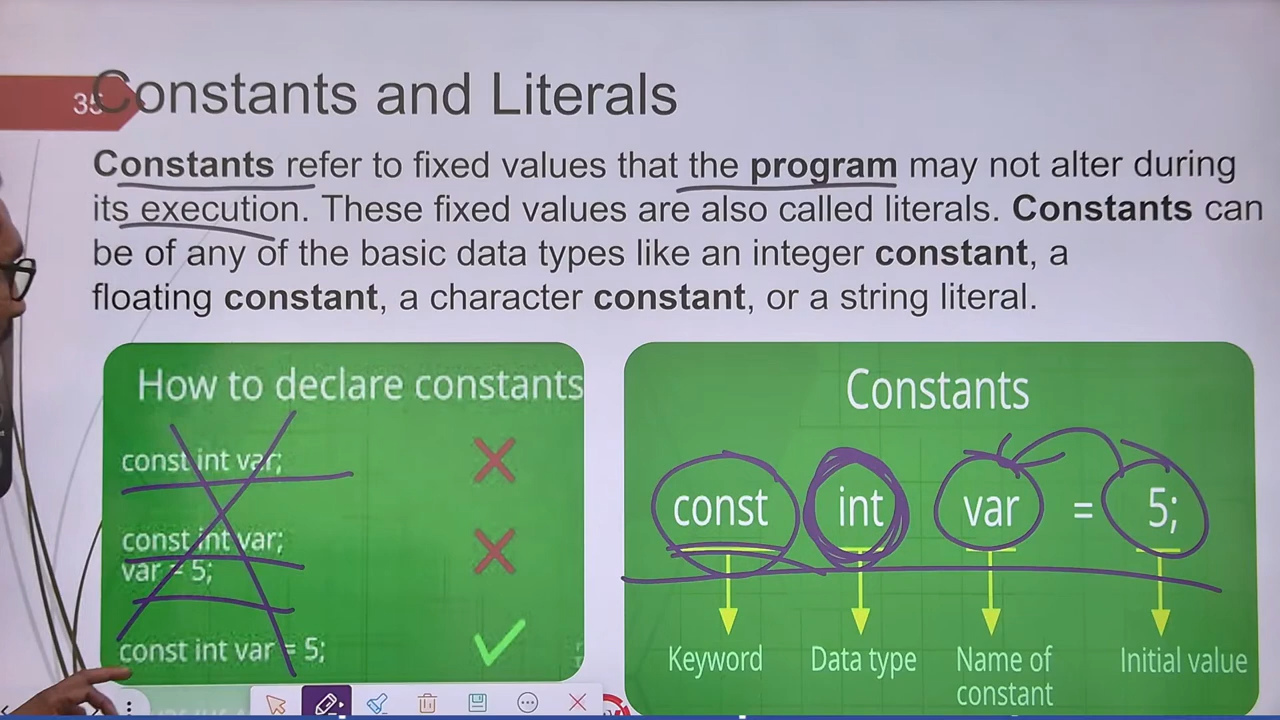 35
Constants and Literals
Constants refer to fixed values that the program may not alter during
its execution. These fixed values are also called literals. Constants can
be of any of the basic data types like an integer constant, a
floating constant, a character constant, or a string literal.
How to declare constants
const int var;
const int var;
var = 5;
const int var = 5;
Constants
const int var = 5;
Keyword Data type Name of constant Initial value